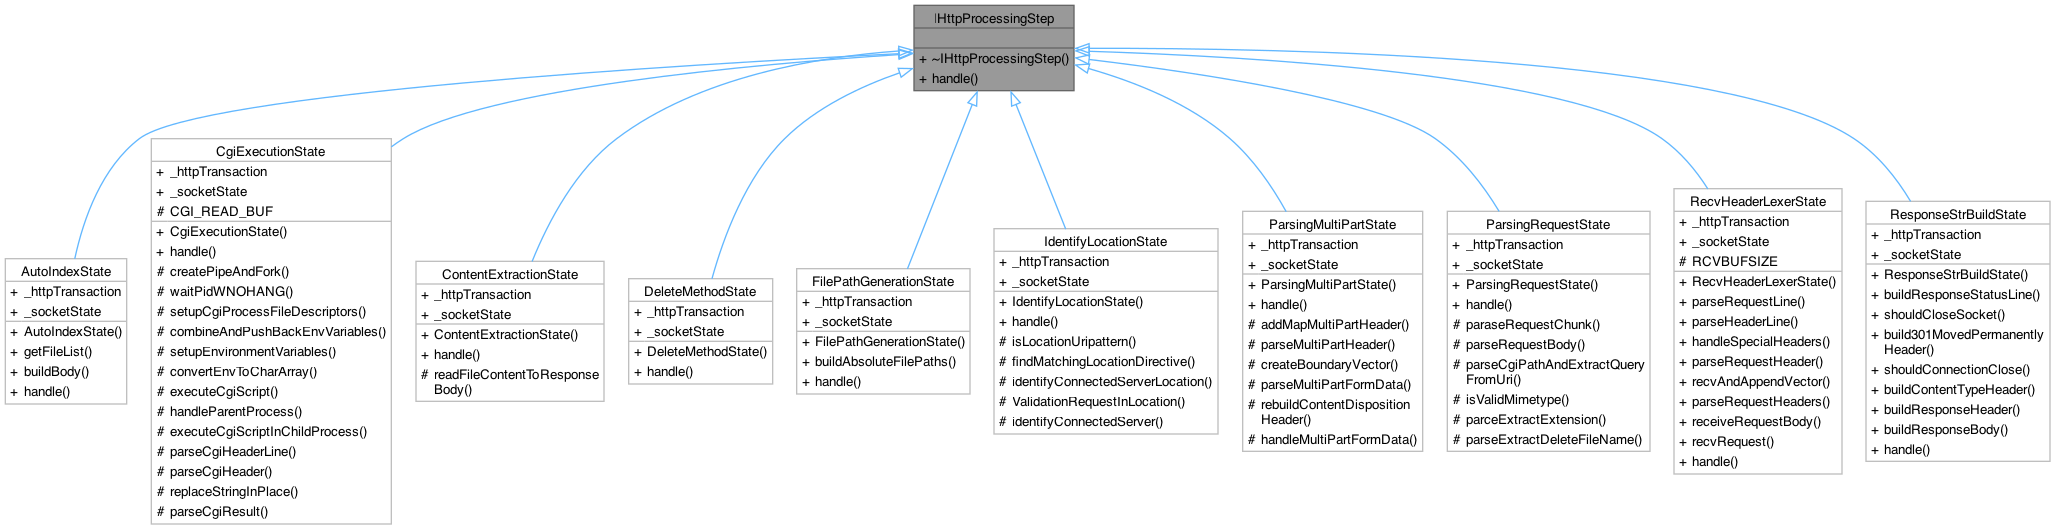 IHttpProcessingStep
+ ~IHttpProcessingStep()
+ handle()
AutoIndexState
+ _httpTransaction
+ _socketState
+ AutoIndexState()
+ getFileList()
+ buildBody()
+ handle()
CgiExecutionState
+ _httpTransaction
+ _socketState
# CGI_READ_BUF
+ CgiExecutionState()
+ handle()
# createPipeAndFork()
# waitPidWNOHANG()
# setupCgiProcessFileDescriptors()
# combineAndPushBackEnvVariables()
# setupEnvironmentVariables()
# convertEnvToCharArray()
# executeCgiScript()
# handleParentProcess()
# executeCgiScriptInChildProcess()
# parseCgiHeaderLine()
# parseCgiHeader()
# replaceStringInPlace()
# parseCgiResult()
ContentExtractionState
+ _httpTransaction
+ _socketState
+ ContentExtractionState()
+ handle()
# readFileContentToResponse
Body()
DeleteMethodState
+ _httpTransaction
+ _socketState
+ DeleteMethodState()
+ handle()
FilePathGenerationState
+ _httpTransaction
+ _socketState
+ FilePathGenerationState()
+ buildAbsoluteFilePaths()
+ handle()
IdentifyLocationState
+ _httpTransaction
+ _socketState
+ IdentifyLocationState()
+ handle()
# isLocationUripattern()
# findMatchingLocationDirective()
# identifyConnectedServerLocation()
# ValidationRequestInLocation()
# identifyConnectedServer()
ParsingMultiPartState
+ _httpTransaction
+ _socketState
+ ParsingMultiPartState()
+ handle()
# addMapMultiPartHeader()
# parseMultiPartHeader()
# createBoundaryVector()
# parseMultiPartFormData()
# rebuildContentDisposition
Header()
# handleMultiPartFormData()
ParsingRequestState
+ _httpTransaction
+ _socketState
+ ParsingRequestState()
+ handle()
# paraseRequestChunk()
# parseRequestBody()
# parseCgiPathAndExtractQuery
FromUri()
# isValidMimetype()
# parceExtractExtension()
# parseExtractDeleteFileName()
RecvHeaderLexerState
+ _httpTransaction
+ _socketState
# RCVBUFSIZE
+ RecvHeaderLexerState()
+ parseRequestLine()
+ parseHeaderLine()
+ handleSpecialHeaders()
+ parseRequestHeader()
+ recvAndAppendVector()
+ parseRequestHeaders()
+ receiveRequestBody()
+ recvRequest()
+ handle()
ResponseStrBuildState
+ _httpTransaction
+ _socketState
+ ResponseStrBuildState()
+ buildResponseStatusLine()
+ shouldCloseSocket()
+ build301MovedPermanently
Header()
+ shouldConnectionClose()
+ buildContentTypeHeader()
+ buildResponseHeader()
+ buildResponseBody()
+ handle()